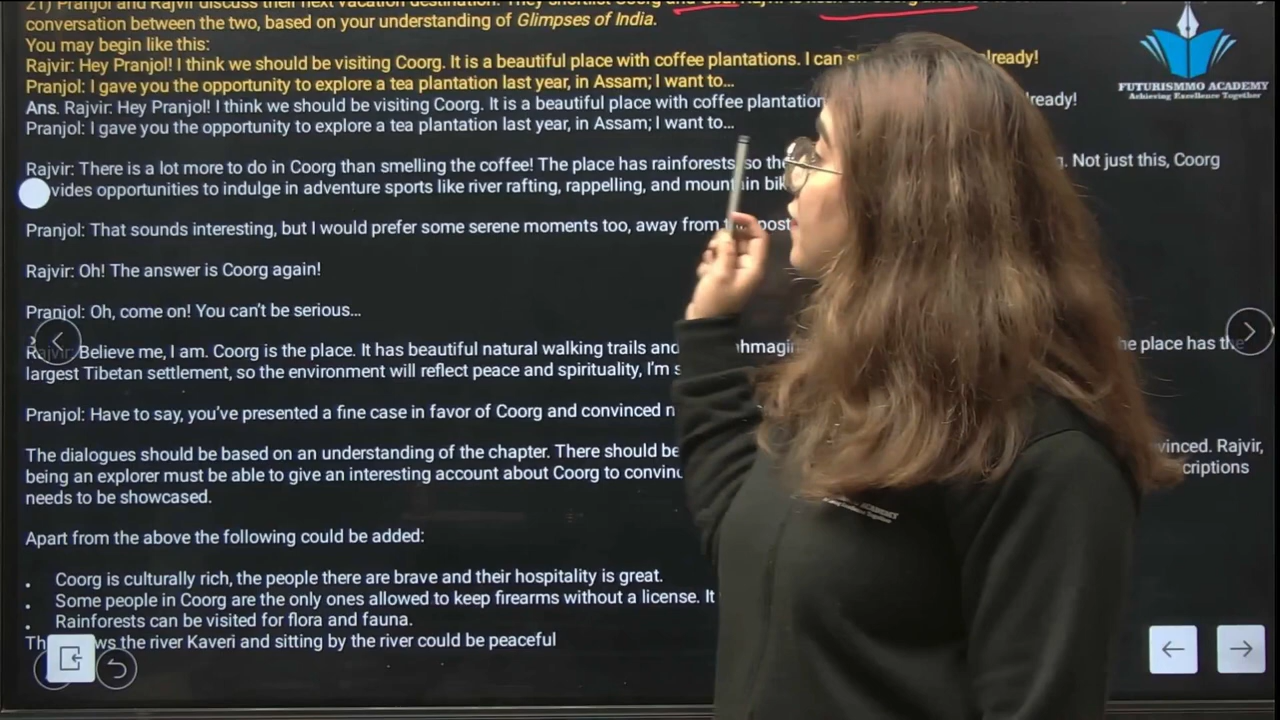 21) Pranjol and Rajvir discuss their next vacation destination. They shortlist Coorg and Goa. Rajvir is keen on Coorg and
conversation between the two, based on your understanding of Glimpses of India.
You may begin like this:
Rajvir: Hey Pranjol! I think we should be visiting Coorg. It is a beautiful place with coffee plantations. I can already!
Pranjol: I gave you the opportunity to explore a tea plantation last year, in Assam; I want to...
Ans. Rajvir: Hey Pranjol! I think we should be visiting Coorg. It is a beautiful place with coffee
Pranjol: I gave you the opportunity to explore a tea plantation last year, in Assam; I want to...
Rajvir: There is a lot more to do in Coorg than smelling the coffee! The place has rainforests, so Not just this, Coorg
opportunities to indulge in adventure sports like river rafting, rappelling, and mountain
Pranjol: That sounds interesting, but I would prefer some serene moments too, away from
Rajvir: Oh! The answer is Coorg again!
Pranjol: Oh, come on! You can't be serious...
Rajvir: Believe me, I am. Coorg is the place. It has beautiful natural walking trails and place has the
largest Tibetan settlement, so the environment will reflect peace and spirituality, I'm
Pranjol: Have to say, you've presented a fine case in favor of Coorg and convinced
The dialogues should be based on an understanding of the chapter. There should be Rajvir,
being an explorer must be able to give an interesting account about Coorg to
needs to be showcased.
Apart from the above the following could be added:
• Coorg is culturally rich, the people there are brave and their hospitality is great.
• Some people in Coorg are the only ones allowed to keep firearms without a license. It
• Rainforests can be visited for flora and fauna.
the river Kaveri and sitting by the river could be peaceful
FUTURISMMO ACADEMY
Achieving Excellence Together